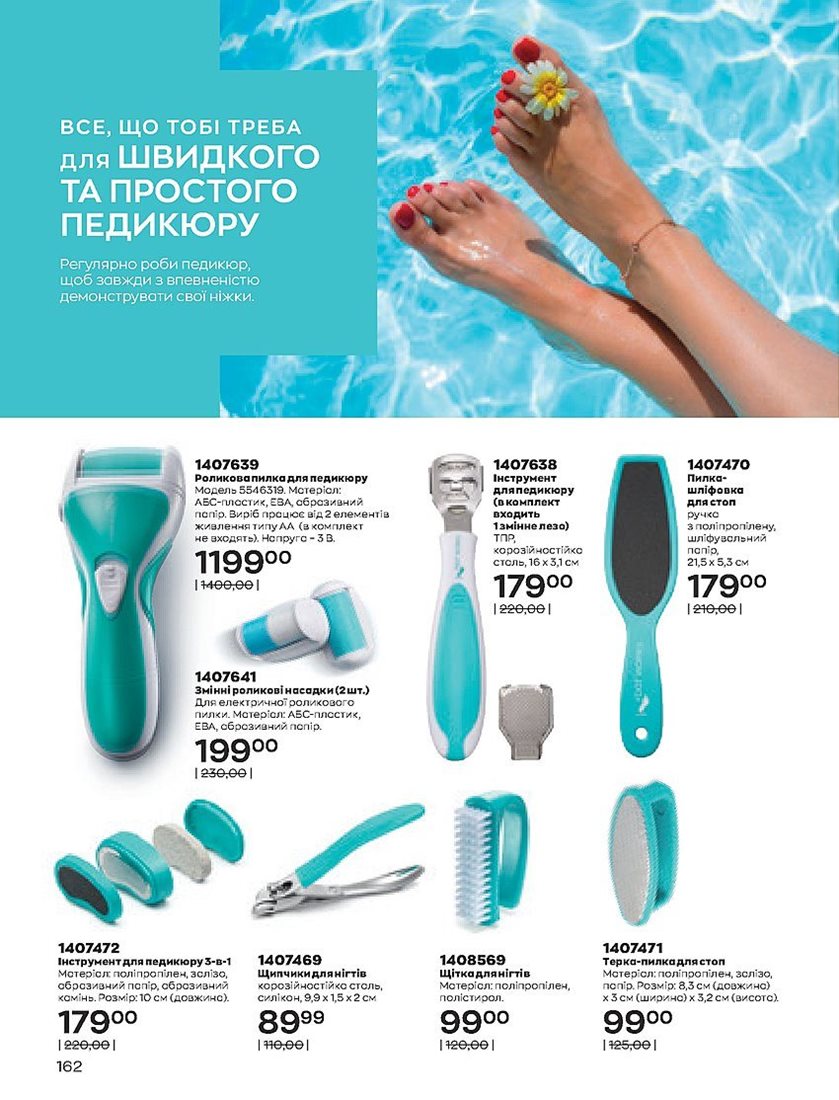 ВСЕ, ЩО ТОБІ ТРЕБА
для ШВИДКОГО
ТА ПРОСТОГО
ПЕДИКЮРУ
Регулярно роби педикюр,
щоб завжди з впевненістю
демонструвати свої ніжки.
1407639
Роликова пилка для педикюру
Модель 5546319. Матеріал:
АБС-пластик, ЕВА, абразивний
папір. Виріб працює від 2 елементів
живлення типу АА (в комплект
не входять). Напруга – 3 В.
119900
|1400,00|
1407641
Змінні роликові насадки (2 шт.)
Для електричної роликового
пилки. Матеріал: АБС-пластик,
ЕВА, абразивний папір.
19900
|230,00|
1407638
Інструмент
для педикюру
(в комплект
входить
1 змінне лезо)
ТПР,
корозійностійка
сталь, 16 х 3,1 см
17900
|220,00|
1407470
Пилка-
шліфовка
для стоп
ручка
з поліпропілену,
шліфувальний
папір,
21,5 х 5,3 см
17900
|210,00|
1407472
Інструмент для педикюру 3-в-1
Матеріал: поліпропілен, залізо,
абразивний папір, абразивний
камінь. Розмір: 10 см (довжина).
17900
|220,00|
1407469
Щипчики для нігтів
корозійностійка сталь,
силікон, 9,9 х 1,5 х 2 см
8999
|110,00|
1408569
Щітка для нігтів
Матеріал: поліпропілен,
полістирол.
9900
|120,00|
1407471
Терка-пилка для стоп
Матеріал: поліпропілен, залізо,
папір. Розмір: 8,3 см (довжина)
х 3 см (ширина) х 3,2 см (висота).
9900
|125,00|
162